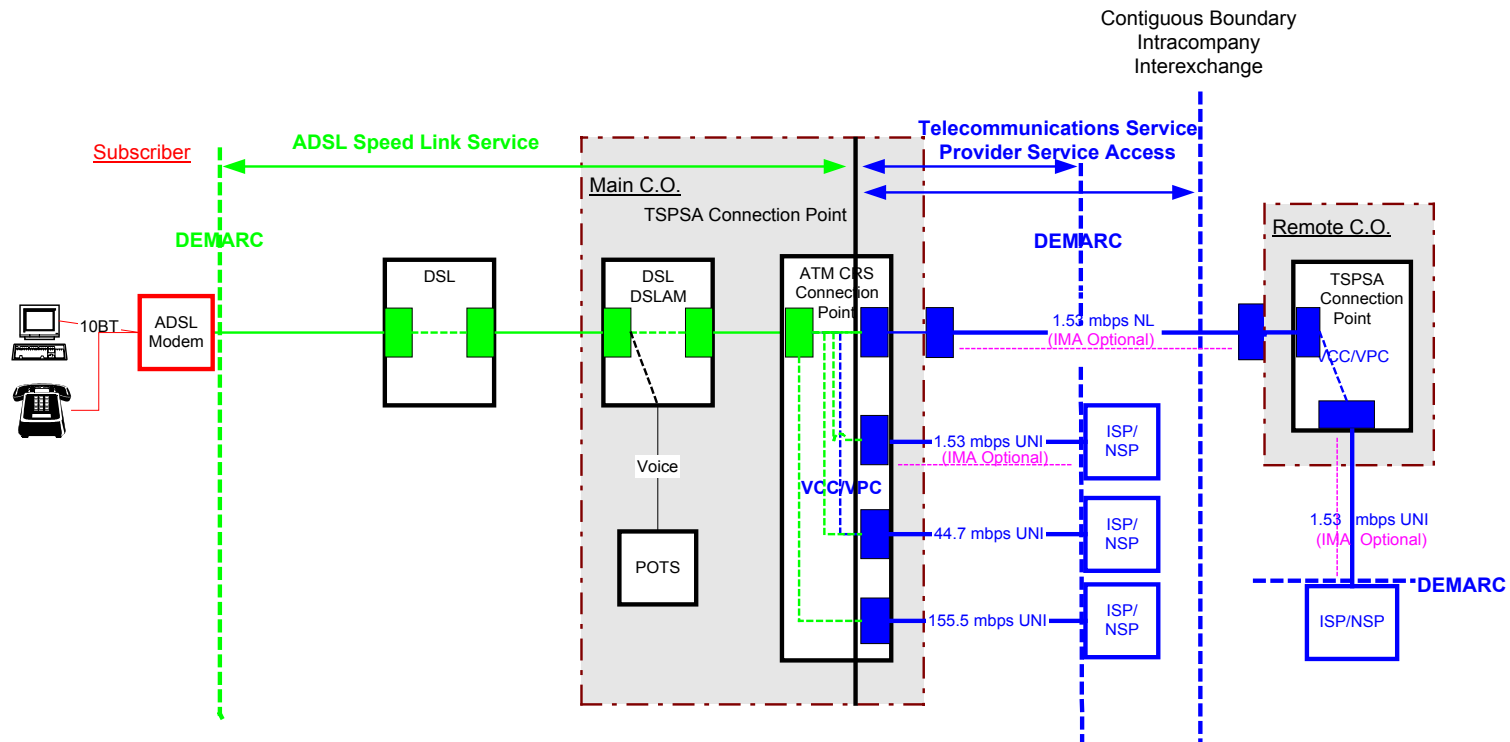 Contiguous Boundary
Intracompany
Interexchange
Subscriber
ADSL Speed Link Service
Telecommunications Service
Provider Service Access
Main C.O.
TSPSA Connection Point
DEMARC
DEMARC
Remote C.O.
DSL
DSL
DSLAM
ATM CRS
Connection
Point
TSPSA
Connection
Point
10BT
ADSL
Modem
1.53 mbps NL
(IMA Optional)
VCC/VPC
1.53 mbps UNI
(IMA Optional)
ISP/
NSP
Voice
VCC/VPC
44.7 mbps UNI
ISP/
NSP
1.53 mbps UNI
(IMA Optional)
POTS
DEMARC
155.5 mbps UNI
ISP/
NSP
ISP/NSP